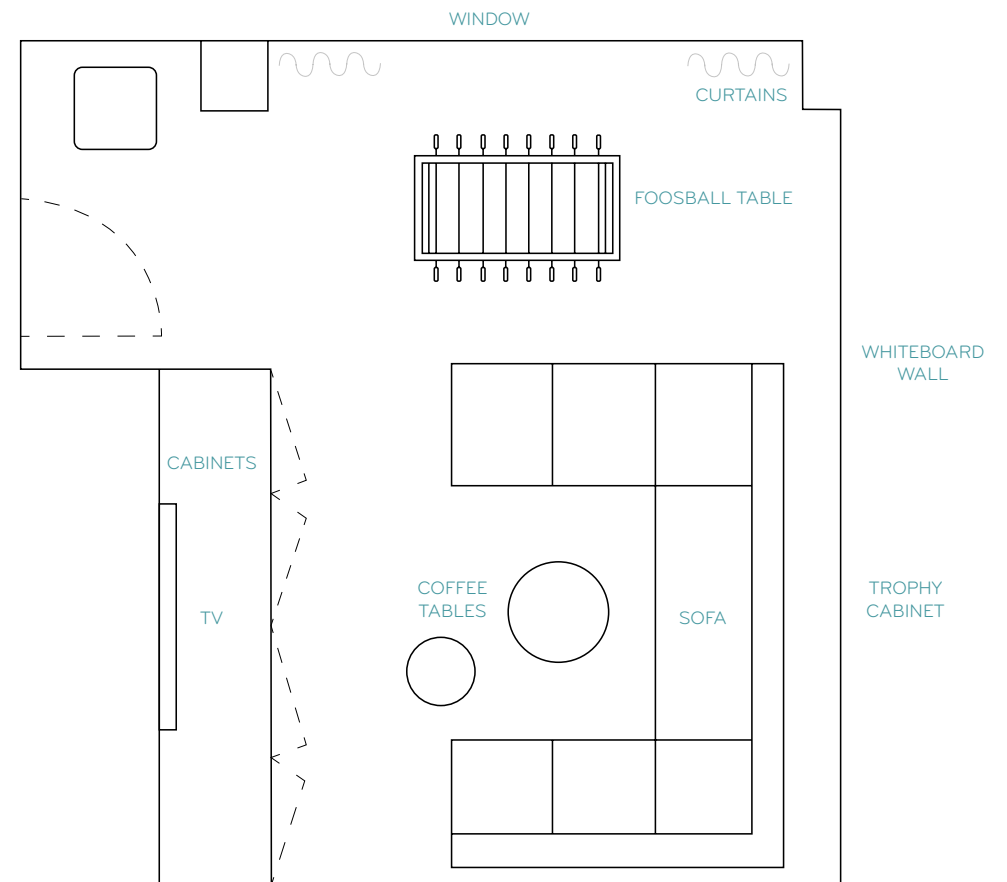 WINDOW
CURTAINS
FOOSBALL TABLE
WHITEBOARD
WALL
CABINETS
COFFEE
TABLES
TV
SOFA
TROPHY
CABINET